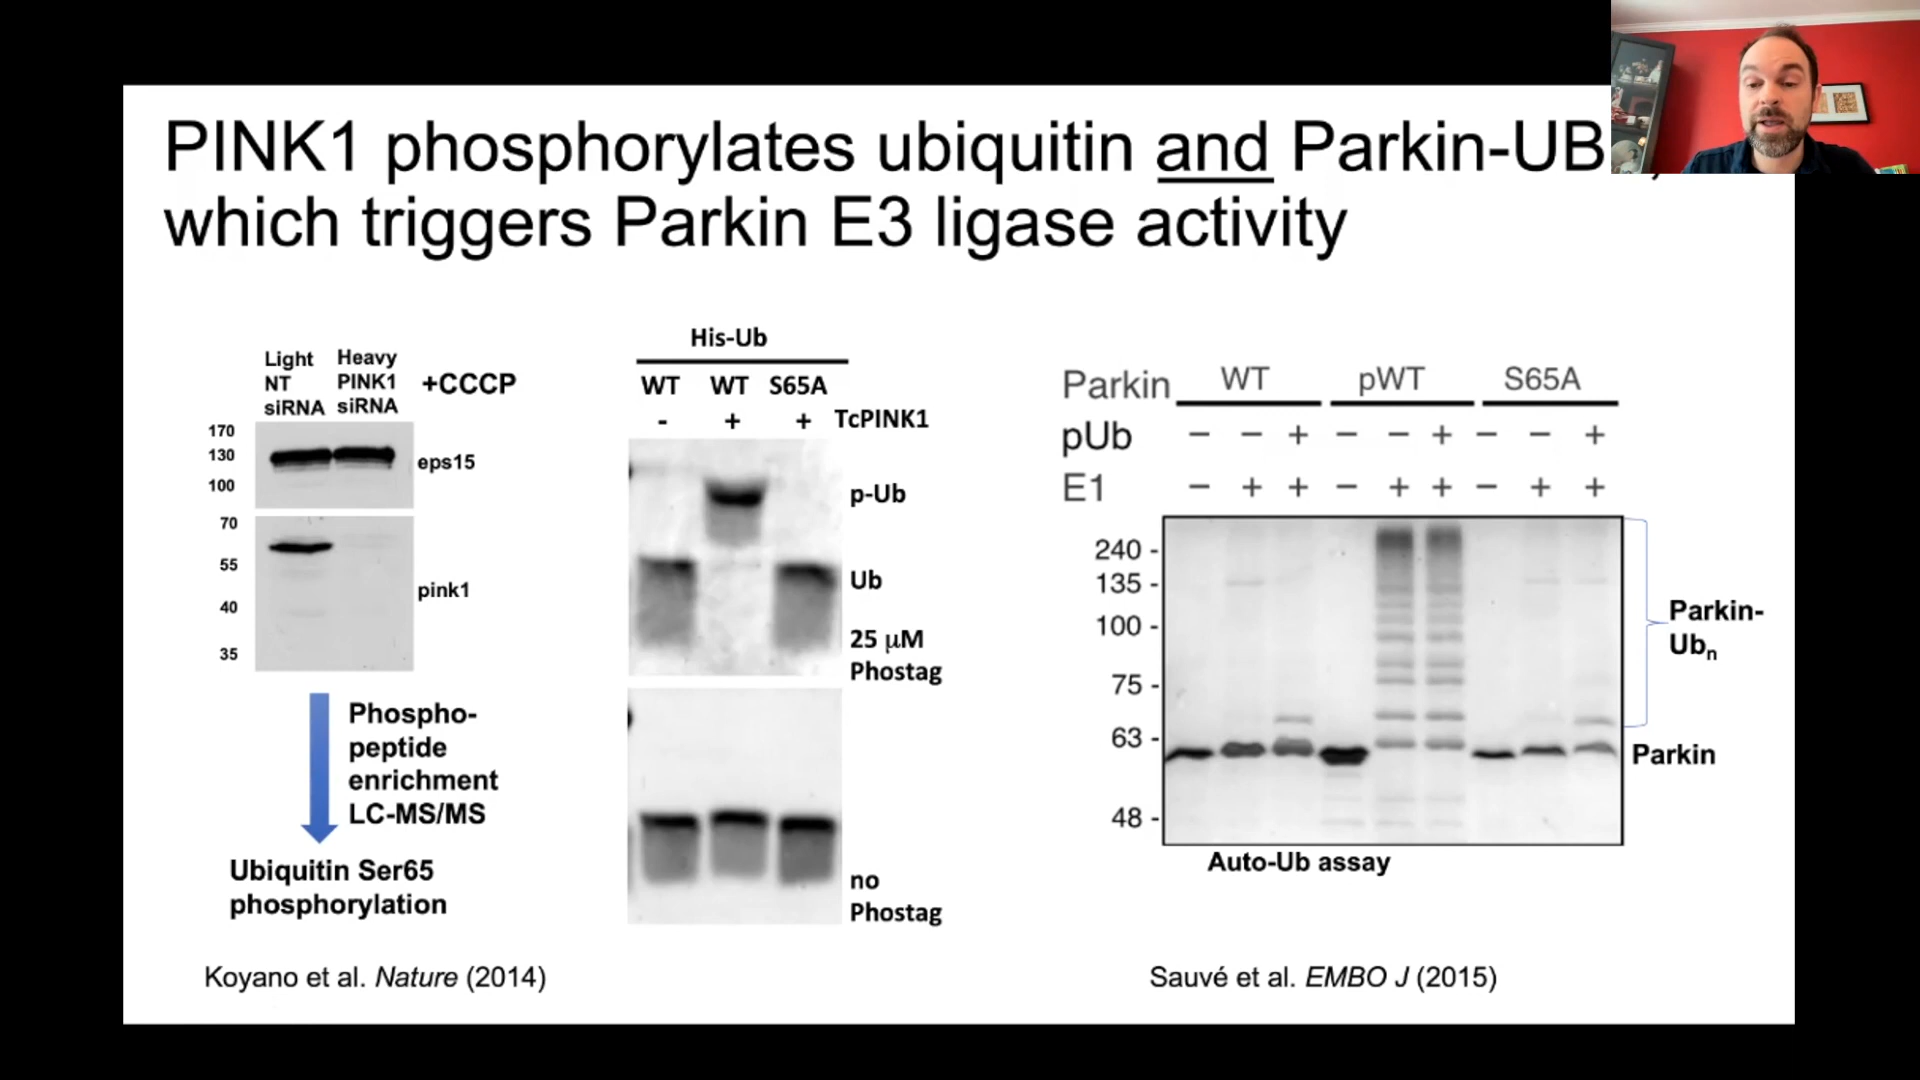 PINK1 phosphorylates ubiquitin and Parkin-UB
which triggers Parkin E3 ligase activity
Light NT siRNA
Heavy PINK1 siRNA
+CCCP
170
130
100
eps15
70
55
40
35
pink1
Phospho-
peptide
enrichment
LC-MS/MS
Ubiquitin Ser65
phosphorylation
Koyano et al. Nature (2014)
His-Ub
WT WT S65A
- + + TcPINK1
p-Ub
Ub
25 µM
Phostag
no
Phostag
Parkin WT pWT S65A
pUb − − + − − + − − +
E1 − + + − + + − + +
240 -
135 -
100 -
75 -
63 -
48 -
Parkin-
Ubn
Parkin
Auto-Ub assay
Sauvé et al. EMBO J (2015)